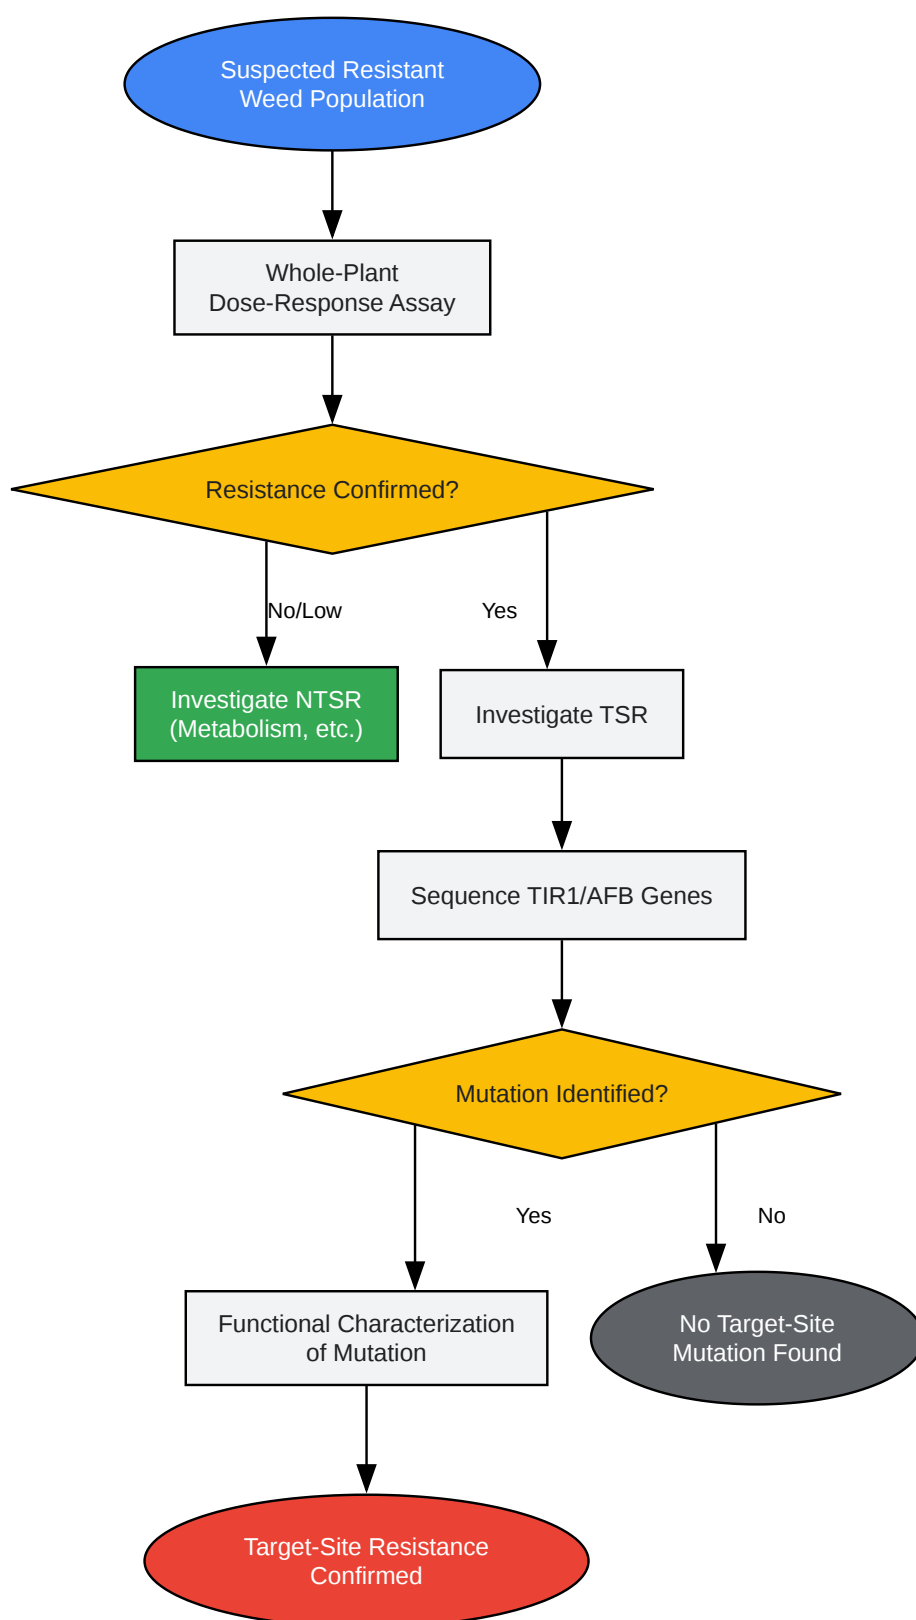 Suspected Resistant
Weed Population
Whole-Plant
Dose-Response Assay
Resistance Confirmed?
No/Low
Yes
Investigate NTSR
(Metabolism, etc.)
Investigate TSR
Sequence TIR1/AFB Genes
Mutation Identified?
Yes
No
Functional Characterization
of Mutation
No Target-Site
Mutation Found
Target-Site Resistance
Confirmed